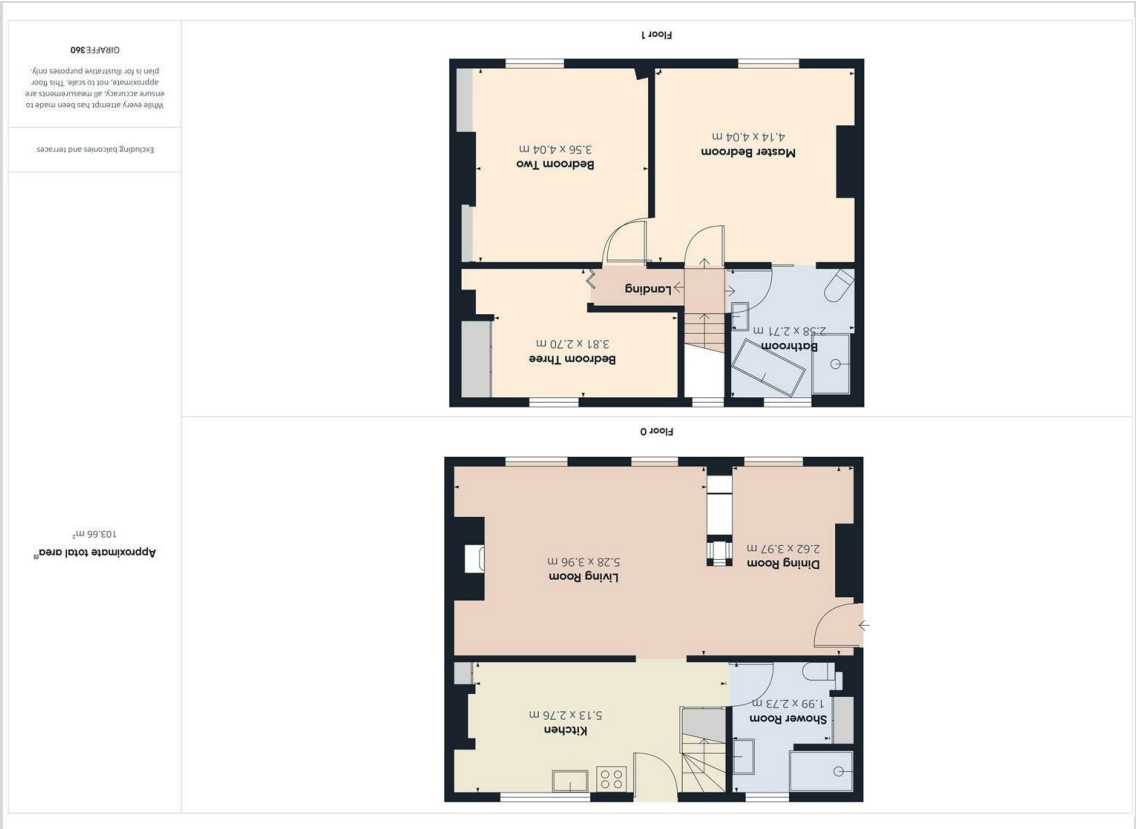 Shower Room
1.99 x 2.73 m
Kitchen
5.13 x 2.76 m
Dining Room
2.62 x 3.97 m
Living Room
5.28 x 3.96 m
Floor 0
Bathroom
2.58 x 2.71 m
Bedroom Three
3.81 x 2.70 m
Landing
Master Bedroom
4.14 x 4.04 m
Bedroom Two
3.56 x 4.04 m
Floor 1
Approximate total area
103.66 m²
Excluding balconies and terraces
While every attempt has been made to
ensure accuracy, all measurements are
approximate, not to scale. This floor
plan is for illustrative purposes only.
GIRAFFE360